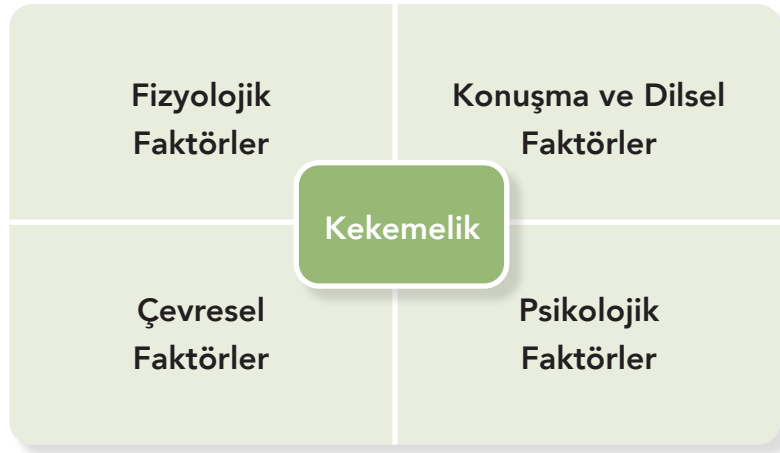 Fizyolojik
Faktörler
Konuşma ve Dilsel
Faktörler
Kekemelik
Çevresel
Faktörler
Psikolojik
Faktörler